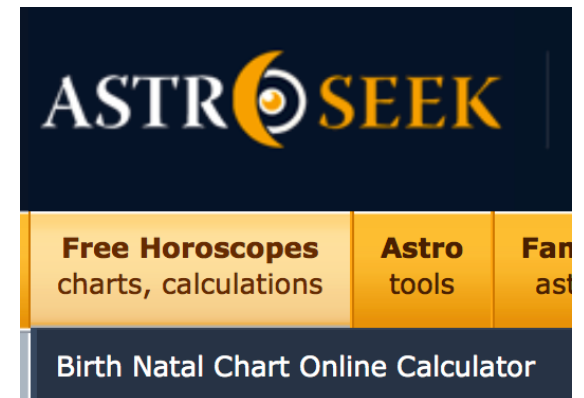 ASTROSEEK
Free Horoscopes
charts, calculations
Astro
tools
Birth Natal Chart Online Calculator